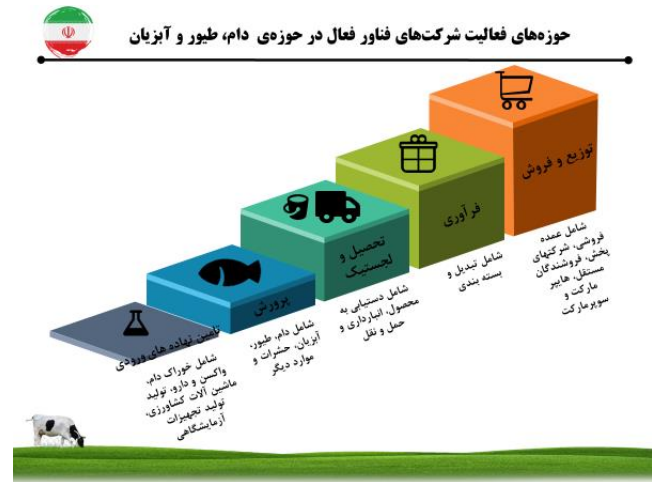 حوزه‌های فعالیت شرکت‌های فناور فعال در حوزه‌ی دام، طیور و آبزیان
تامین نهاده های ورودی
شامل خوراک دام،
واکسن و دارو، تولید
ماشین آلات کشاورزی،
تولید تجهیزات
آزمایشگاهی
پرورش
شامل دام، طیور،
آبزیان، حشرات و
موارد دیگر
تحصیل و
لجستیک
شامل دستیابی به
محصول، انبارداری و
حمل و نقل
فرآوری
شامل تبدیل و
بسته بندی
توزیع و فروش
شامل عمده
فروشی، شرکتهای
پخش، فروشندگان
مستقل، هایپر
مارکت و
سوپرمارکت